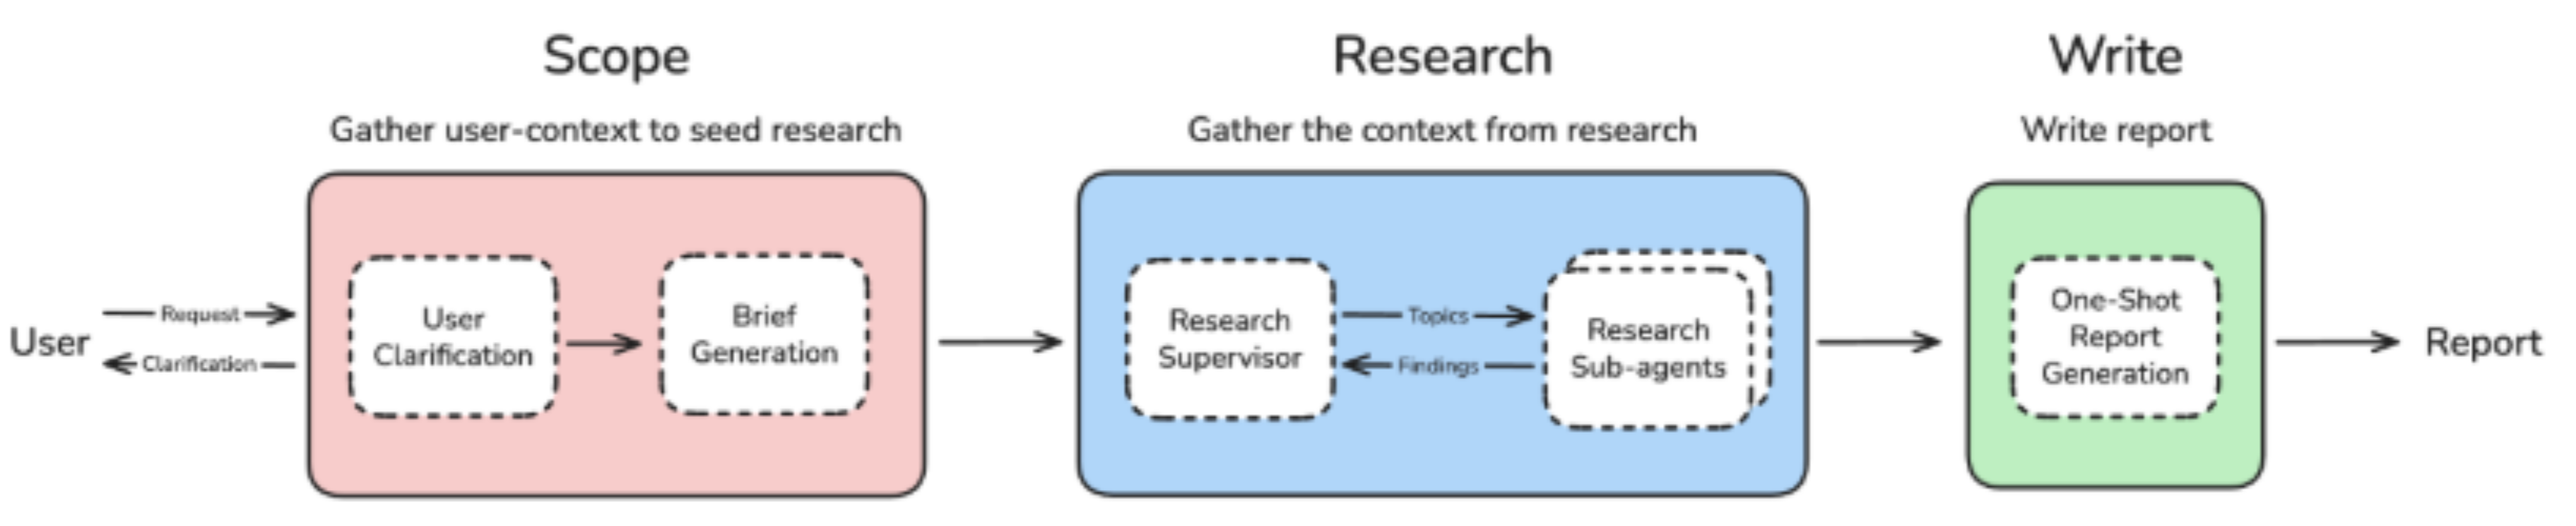 Scope
Gather user-context to seed research
Research
Gather the context from research
Write
Write report
User
Request
Clarification
User
Clarification
Brief
Generation
Research
Supervisor
Topics
Findings
Research
Sub-agents
One-Shot
Report
Generation
Report